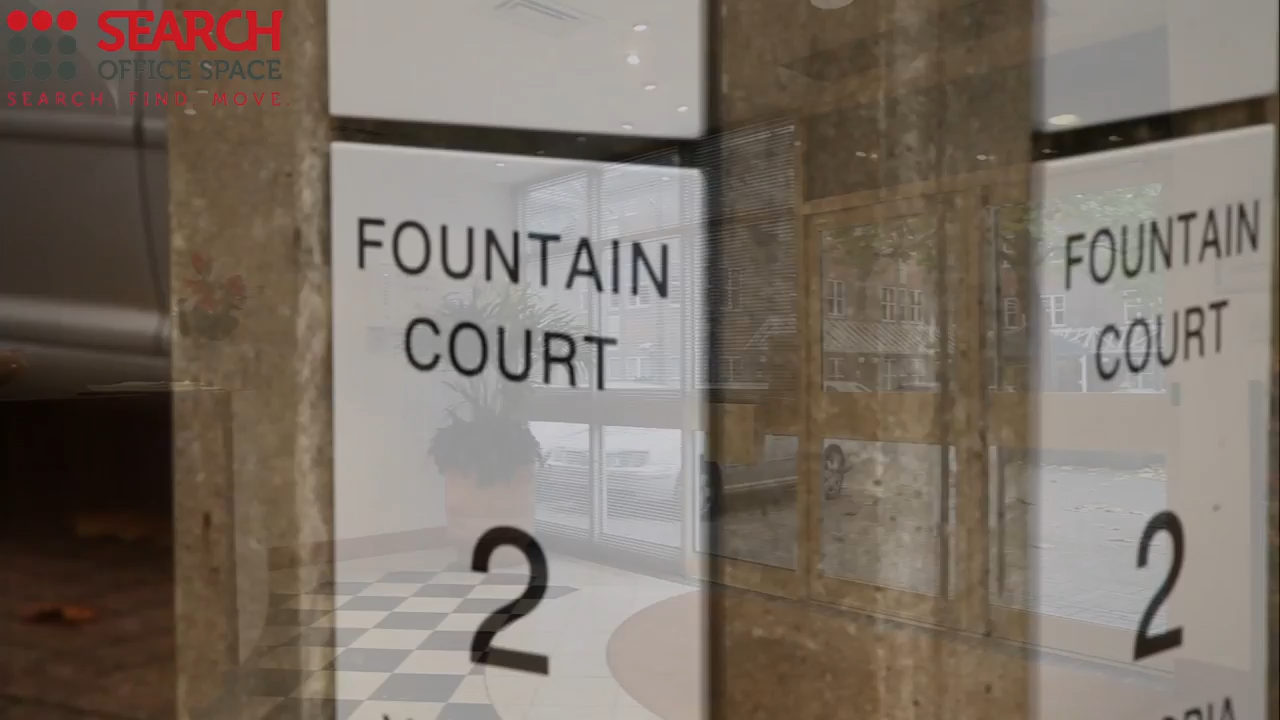 SEARCH
OFFICE SPACE
SEARCH. FIND. MOVE.
FOUNTAIN
COURT
2
FOUNTAIN
COURT
2